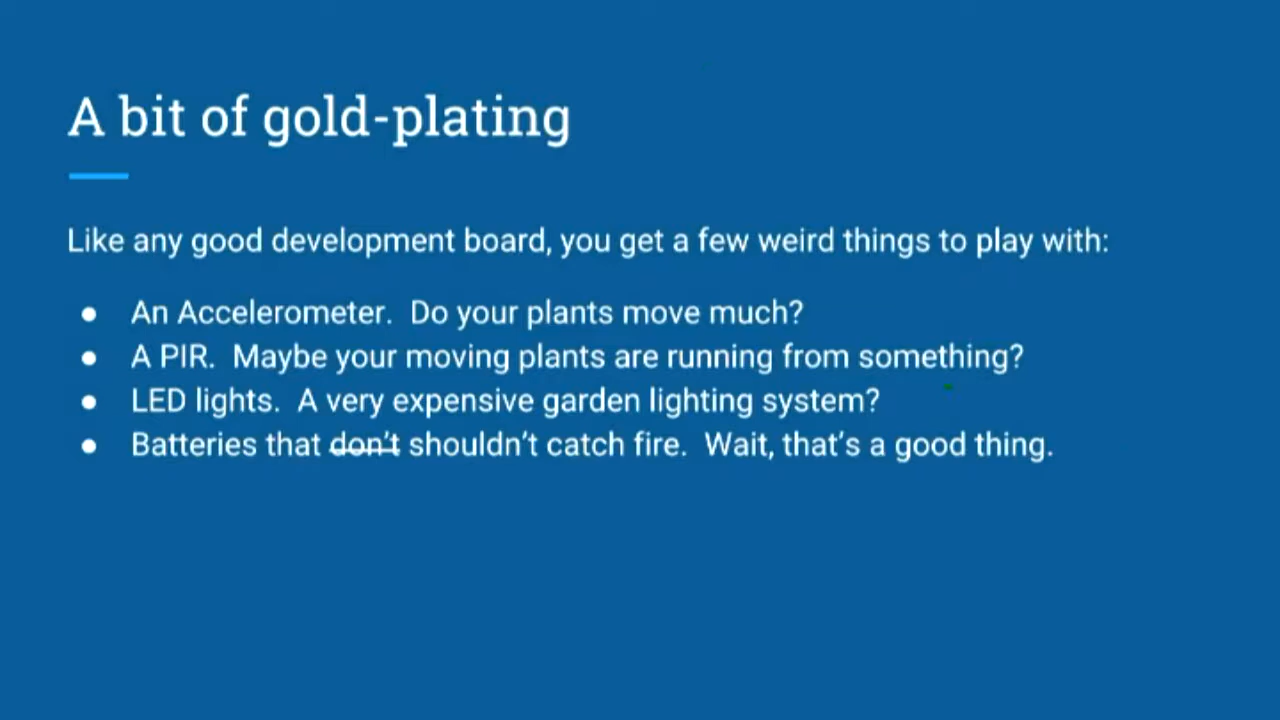 A bit of gold-plating
Like any good development board, you get a few weird things to play with:
● An Accelerometer.  Do your plants move much?
● A PIR.  Maybe your moving plants are running from something?
● LED lights.  A very expensive garden lighting system?
● Batteries that don't shouldn't catch fire.  Wait, that's a good thing.